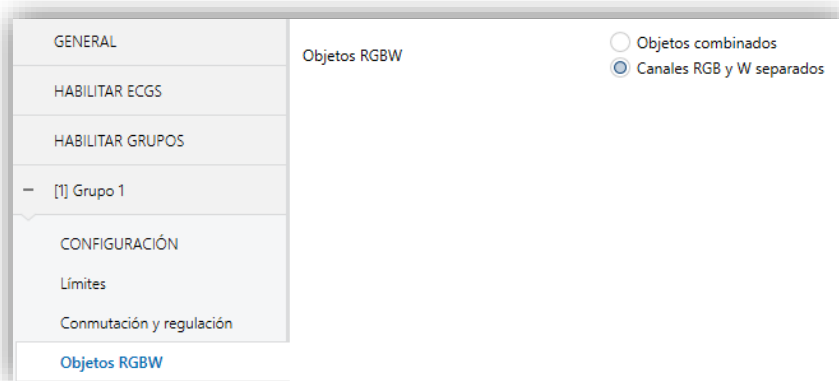 GENERAL
HABILITAR ECGS
HABILITAR GRUPOS
[1] Grupo 1
CONFIGURACIÓN
Límites
Conmutación y regulación
Objetos RGBW
Objetos RGBW
Objetos combinados
Canales RGB y W separados